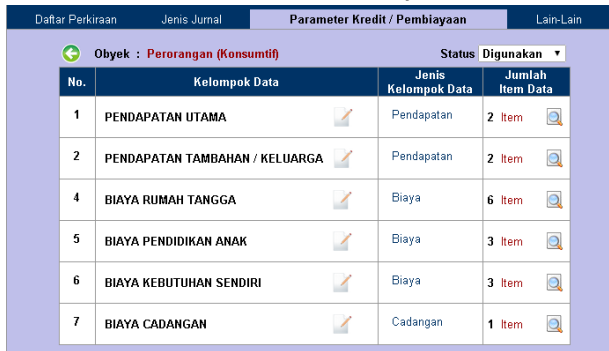 Daftar Perkiraan Jenis Jurnal Parameter Kredit / Pembiayaan Lain-Lain
Obyek : Perorangan (Konsumtif) Status Digunakan
No. Kelompok Data Jenis Kelompok Data Jumlah Item Data
1 PENDAPATAN UTAMA Pendapatan 2 Item
2 PENDAPATAN TAMBAHAN / KELUARGA Pendapatan 2 Item
4 BIAYA RUMAH TANGGA Biaya 6 Item
5 BIAYA PENDIDIKAN ANAK Biaya 3 Item
6 BIAYA KEBUTUHAN SENDIRI Biaya 3 Item
7 BIAYA CADANGAN Cadangan 1 Item